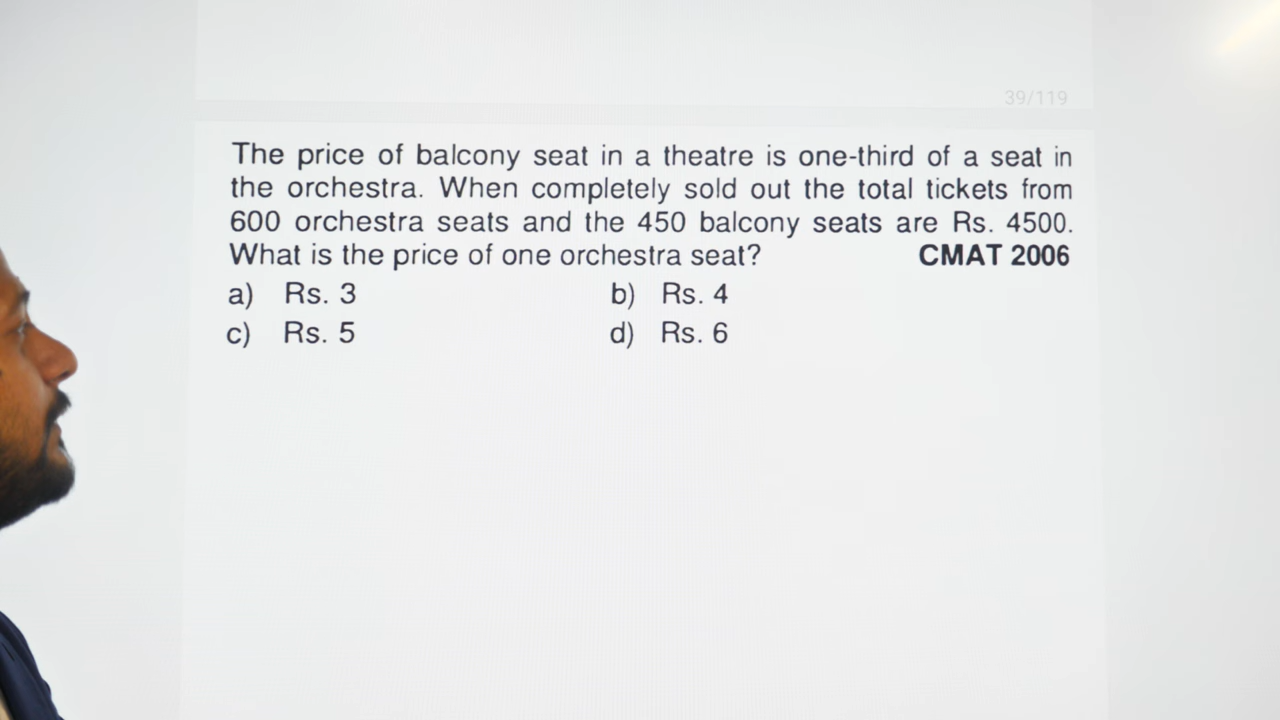 39/119
The price of balcony seat in a theatre is one-third of a seat in
the orchestra. When completely sold out the total tickets from
600 orchestra seats and the 450 balcony seats are Rs. 4500.
What is the price of one orchestra seat? CMAT 2006
a) Rs. 3 b) Rs. 4
c) Rs. 5 d) Rs. 6